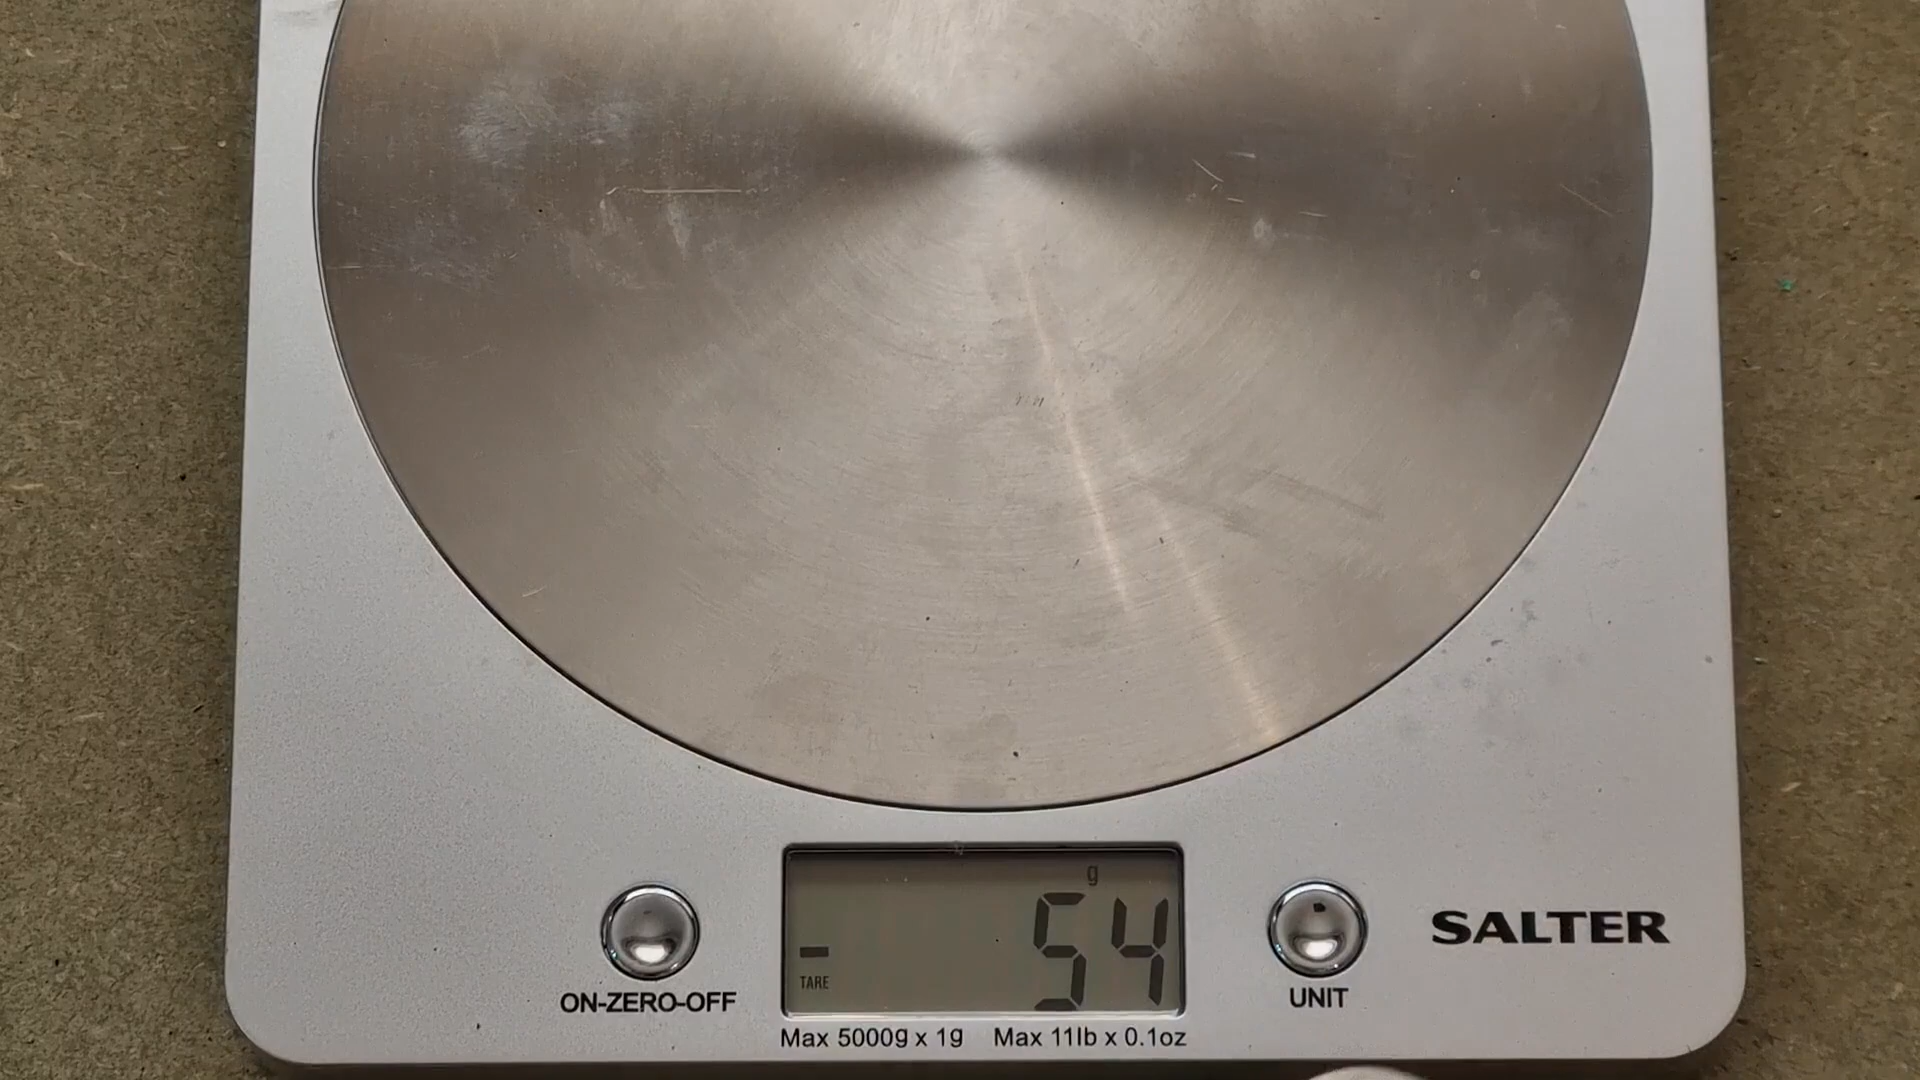 g
- 54
TARE
SALTER
ON-ZERO-OFF
UNIT
Max 5000g x 1g Max 11lb x 0.1oz